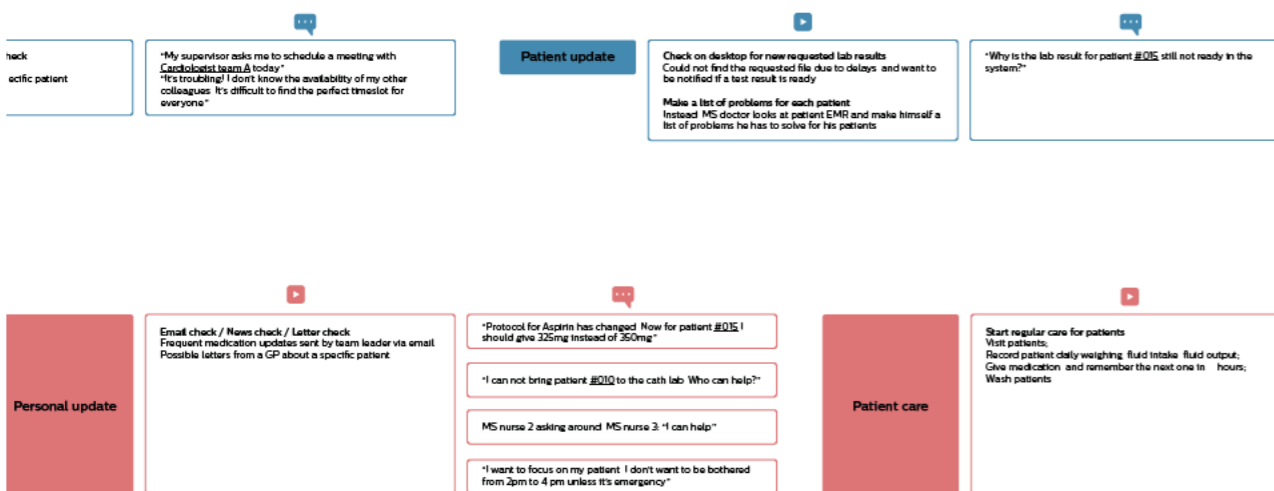 heck
ecific patient
"My supervisor asks me to schedule a meeting with
Cardiologist team A today"
"It's troubling! I don't know the availability of my other
colleagues It's difficult to find the perfect timeslot for
everyone"
Patient update
Check on desktop for new requested lab results
Could not find the requested file due to delays and want to
be notified if a test result is ready
Make a list of problems for each patient
Instead MS doctor looks at patient EMR and make himself a
list of problems he has to solve for his patients
"Why is the lab result for patient #015 still not ready in the
system?"
Personal update
Email check / News check / Letter check
Frequent medication updates sent by team leader via email
Possible letters from a GP about a specific patient
"Protocol for Aspirin has changed Now for patient #015 I
should give 325mg instead of 350mg"
"I can not bring patient #010 to the cath lab Who can help?"
MS nurse 2 asking around MS nurse 3: "I can help"
"I want to focus on my patient I don't want to be bothered
from 2pm to 4 pm unless it's emergency"
Patient care
Start regular care for patients
Visit patients;
Record patient daily weighing fluid intake fluid output;
Give medication and remember the next one in hours;
Wash patients